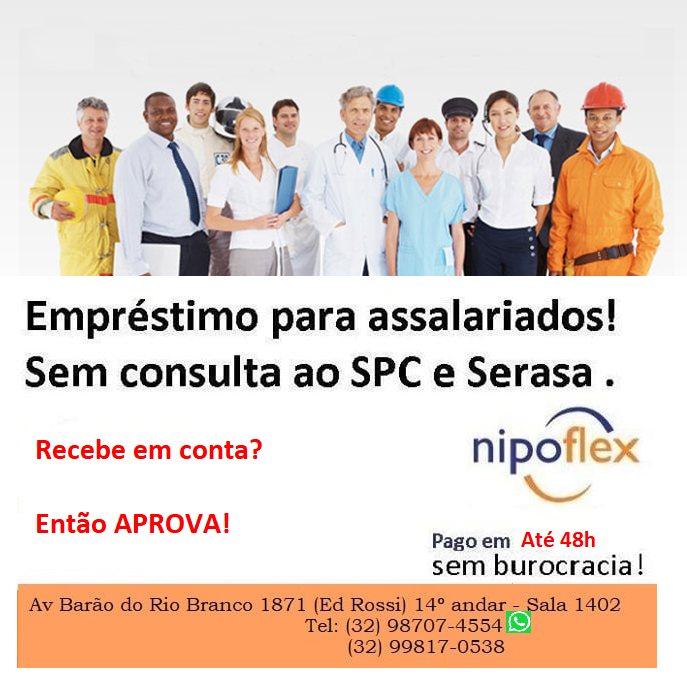 Empréstimo para assalariados!
Sem consulta ao SPC e Serasa .
Recebe em conta?
nipoflex
Então APROVA!
Pago em Até 48h
sem burocracia!
Av Barão do Rio Branco 1871 (Ed Rossi) 14º andar - Sala 1402
Tel: (32) 98707-4554
(32) 99817-0538